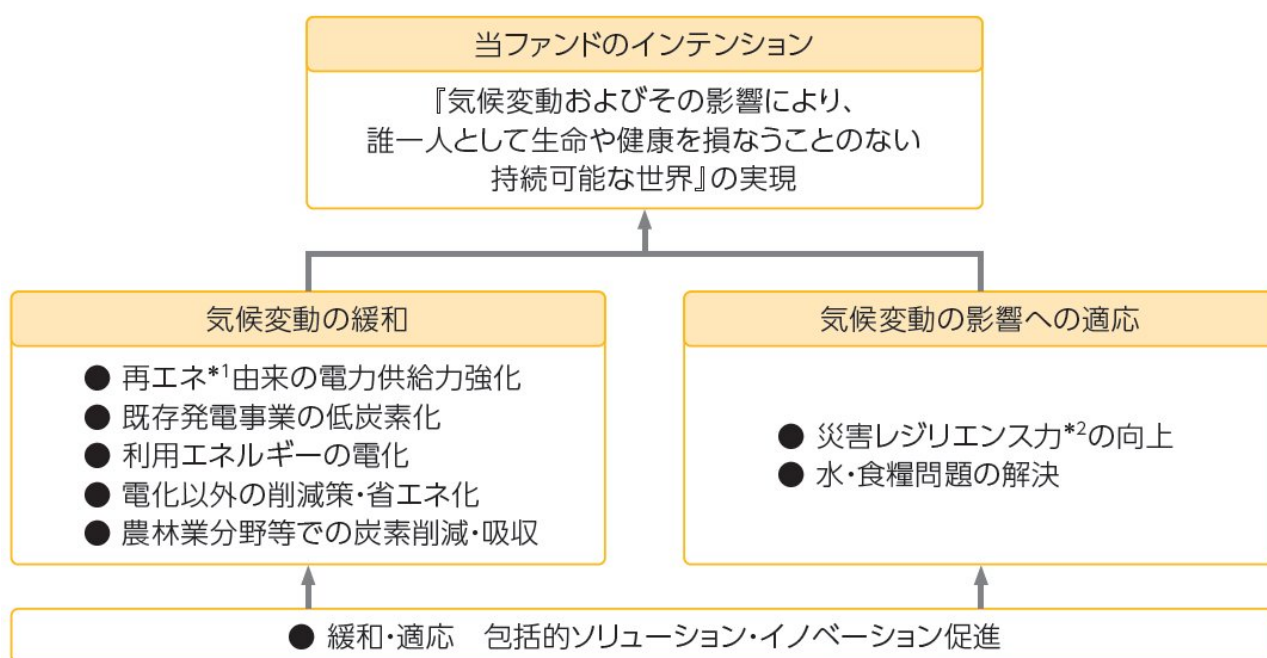 当ファンドのインテンション
『気候変動およびその影響により、
誰一人として生命や健康を損なうことのない
持続可能な世界』の実現
気候変動の緩和
● 再エネ*1由来の電力供給力強化
● 既存発電事業の低炭素化
● 利用エネルギーの電化
● 電化以外の削減策・省エネ化
● 農林業分野等での炭素削減・吸収
気候変動の影響への適応
● 災害レジリエンス力*2の向上
● 水・食糧問題の解決
● 緩和・適応　包括的ソリューション・イノベーション促進